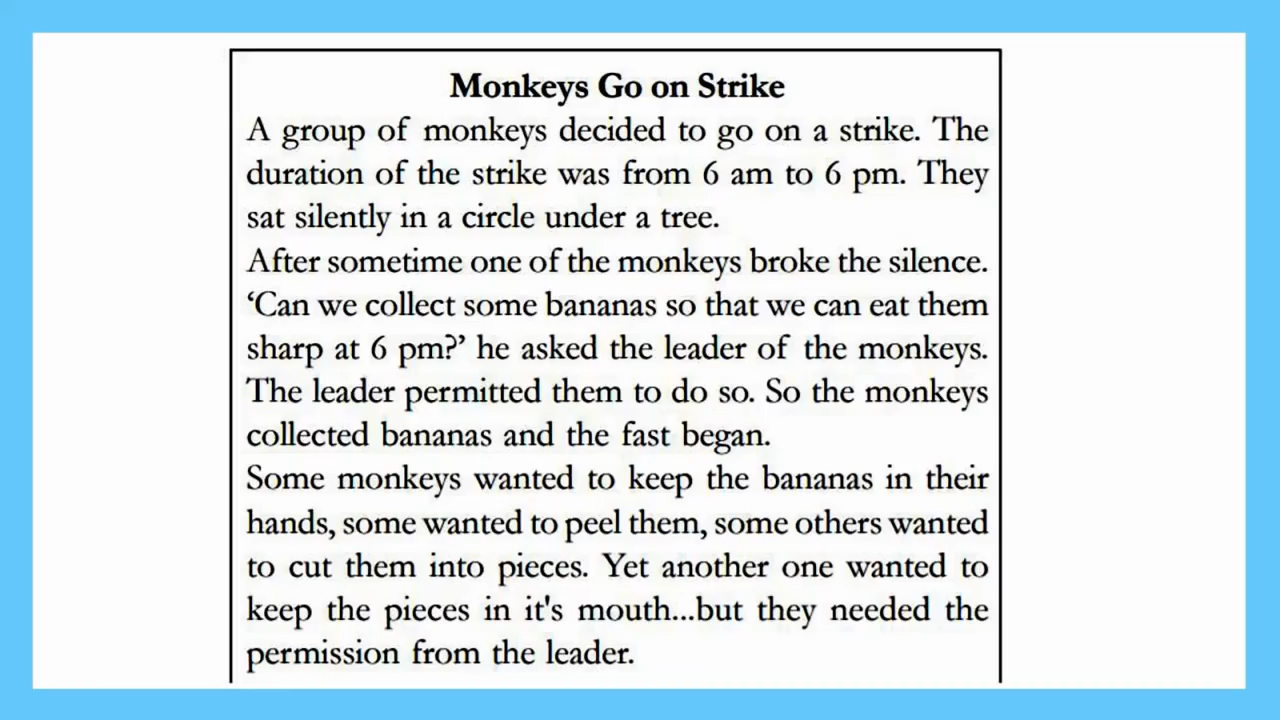 Monkeys Go on Strike
A group of monkeys decided to go on a strike. The
duration of the strike was from 6 am to 6 pm. They
sat silently in a circle under a tree.
After sometime one of the monkeys broke the silence.
‘Can we collect some bananas so that we can eat them
sharp at 6 pm?’ he asked the leader of the monkeys.
The leader permitted them to do so. So the monkeys
collected bananas and the fast began.
Some monkeys wanted to keep the bananas in their
hands, some wanted to peel them, some others wanted
to cut them into pieces. Yet another one wanted to
keep the pieces in it's mouth...but they needed the
permission from the leader.